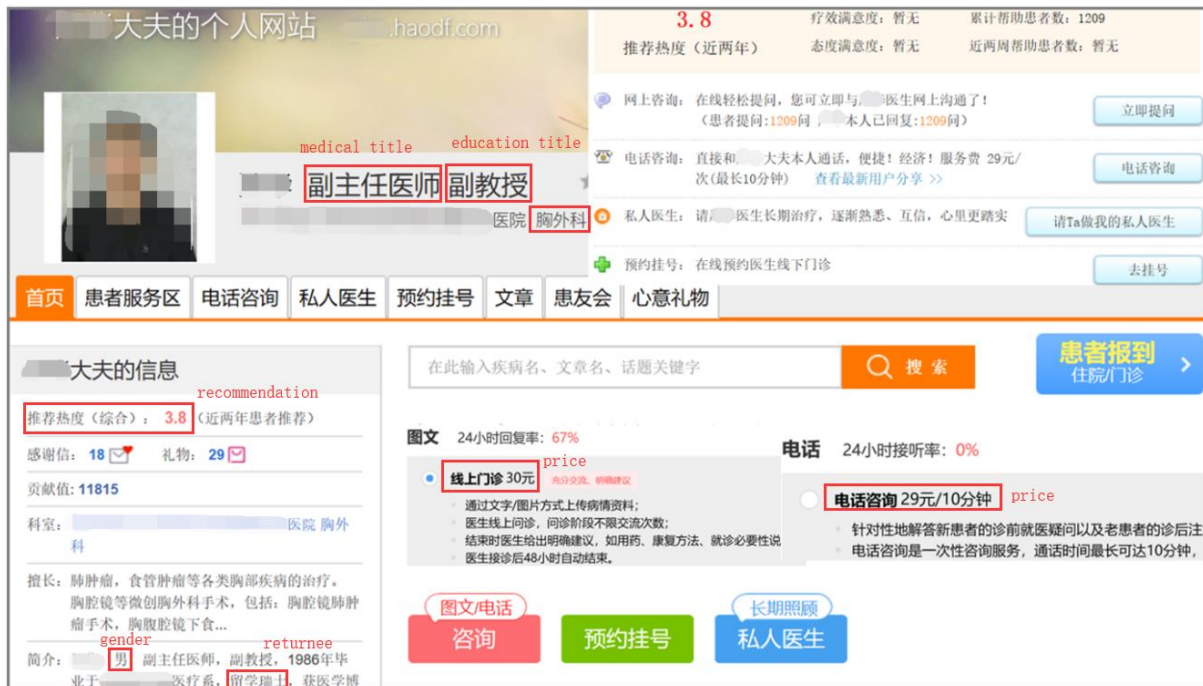 大夫的个人网站
.haodf.com
medical title
education title
副主任医师 副教授
医院 胸外科
3.8
推荐热度（近两年）
疗效满意度：暂无
累计帮助患者数：1209
态度满意度：暂无
近两周帮助患者数：暂无
网上咨询：在线轻松提问，您可立即与
医生网上沟通了！
（患者提问:1209问，
本人已回复:1209问）
立即提问
电话咨询：直接和
大夫本人通话，便捷！经济！服务费 29元/
次(最长10分钟) 查看最新用户分享 >>
电话咨询
私人医生：请
医生长期治疗，逐渐熟悉、互信，心里更踏实
请Ta做我的私人医生
预约挂号：在线预约医生线下门诊
去挂号
首页 患者服务区 电话咨询 私人医生 预约挂号 文章 患友会 心意礼物
大夫的信息
recommendation
推荐热度（综合）：3.8（近两年患者推荐）
感谢信：18 礼物：29
贡献值:11815
科室：
医院 胸外
科
擅长：肺肿瘤，食管肿瘤等各类胸部疾病的治疗。
胸腔镜等微创胸外科手术，包括：胸腔镜肺肿
瘤手术，胸腹腔镜下食...
gender
returnee
简介：
男 副主任医师，副教授，1986年毕
业于
医疗系，留学瑞士，获医学博
在此输入疾病名、文章名、话题关键字
搜索
患者报到
住院/门诊
图文 24小时回复率：67%
price
线上门诊 30元 充分交流、明确建议
通过文字/图片方式上传病情资料；
医生线上问诊，问诊阶段不限交流次数；
结束时医生给出明确建议，如用药、康复方法、就诊必要性说
医生接诊后48小时自动结束。
电话 24小时接听率：0%
电话咨询 29元/10分钟
price
针对性地解答新患者的诊前就医疑问以及老患者的诊后注
电话咨询是一次性咨询服务，通话时间最长可达10分钟，
图文/电话
咨询
预约挂号
长期照顾
私人医生